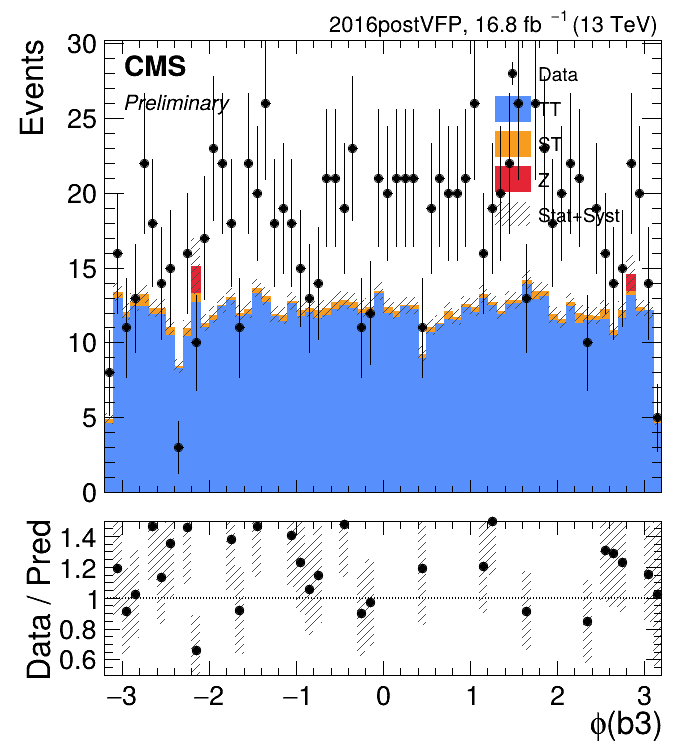 2016postVFP, 16.8 fb⁻¹ (13 TeV)
CMS
Preliminary
Events
30
25
20
15
10
5
0
Data
TT
ST
Z
Stat+Syst
Data / Pred
1.4
1.2
1
0.8
0.6
−3 −2 −1 0 1 2 3
ϕ(b3)